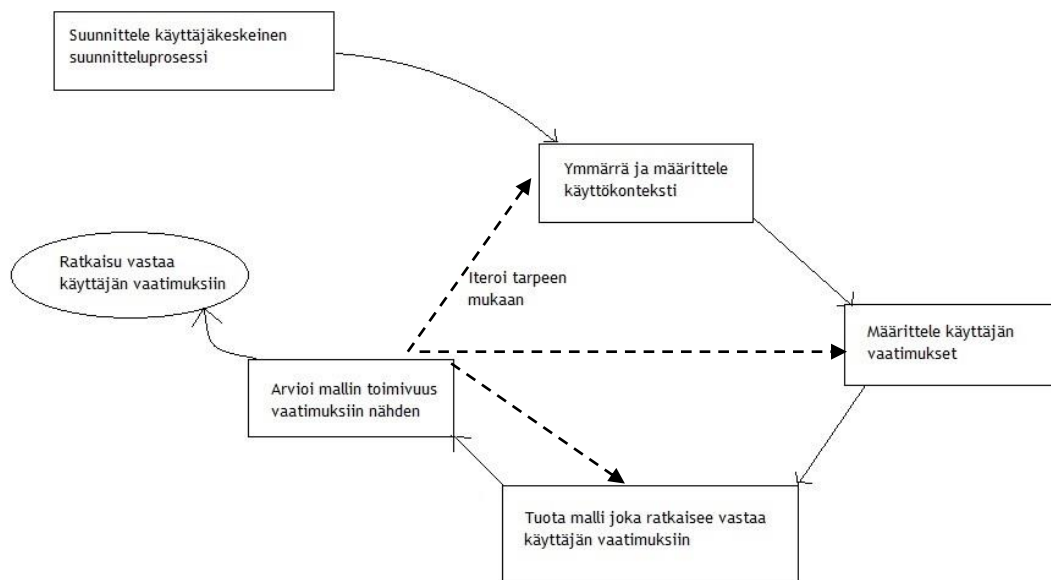 Suunnittele käyttäjäkeskeinen
suunnitteluprosessi
Ymmärrä ja määrittele
käyttökonteksti
Ratkaisu vastaa
käyttäjän vaatimuksiin
Iteroi tarpeen
mukaan
Määrittele käyttäjän
vaatimukset
Arvioi mallin toimivuus
vaatimuksiin nähden
Tuota malli joka ratkaisee vastaa
käyttäjän vaatimuksiin